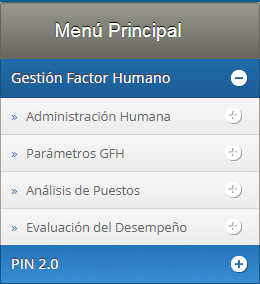 Menú Principal
Gestión Factor Humano
» Administración Humana
» Parámetros GFH
» Análisis de Puestos
» Evaluación del Desempeño
PIN 2.0